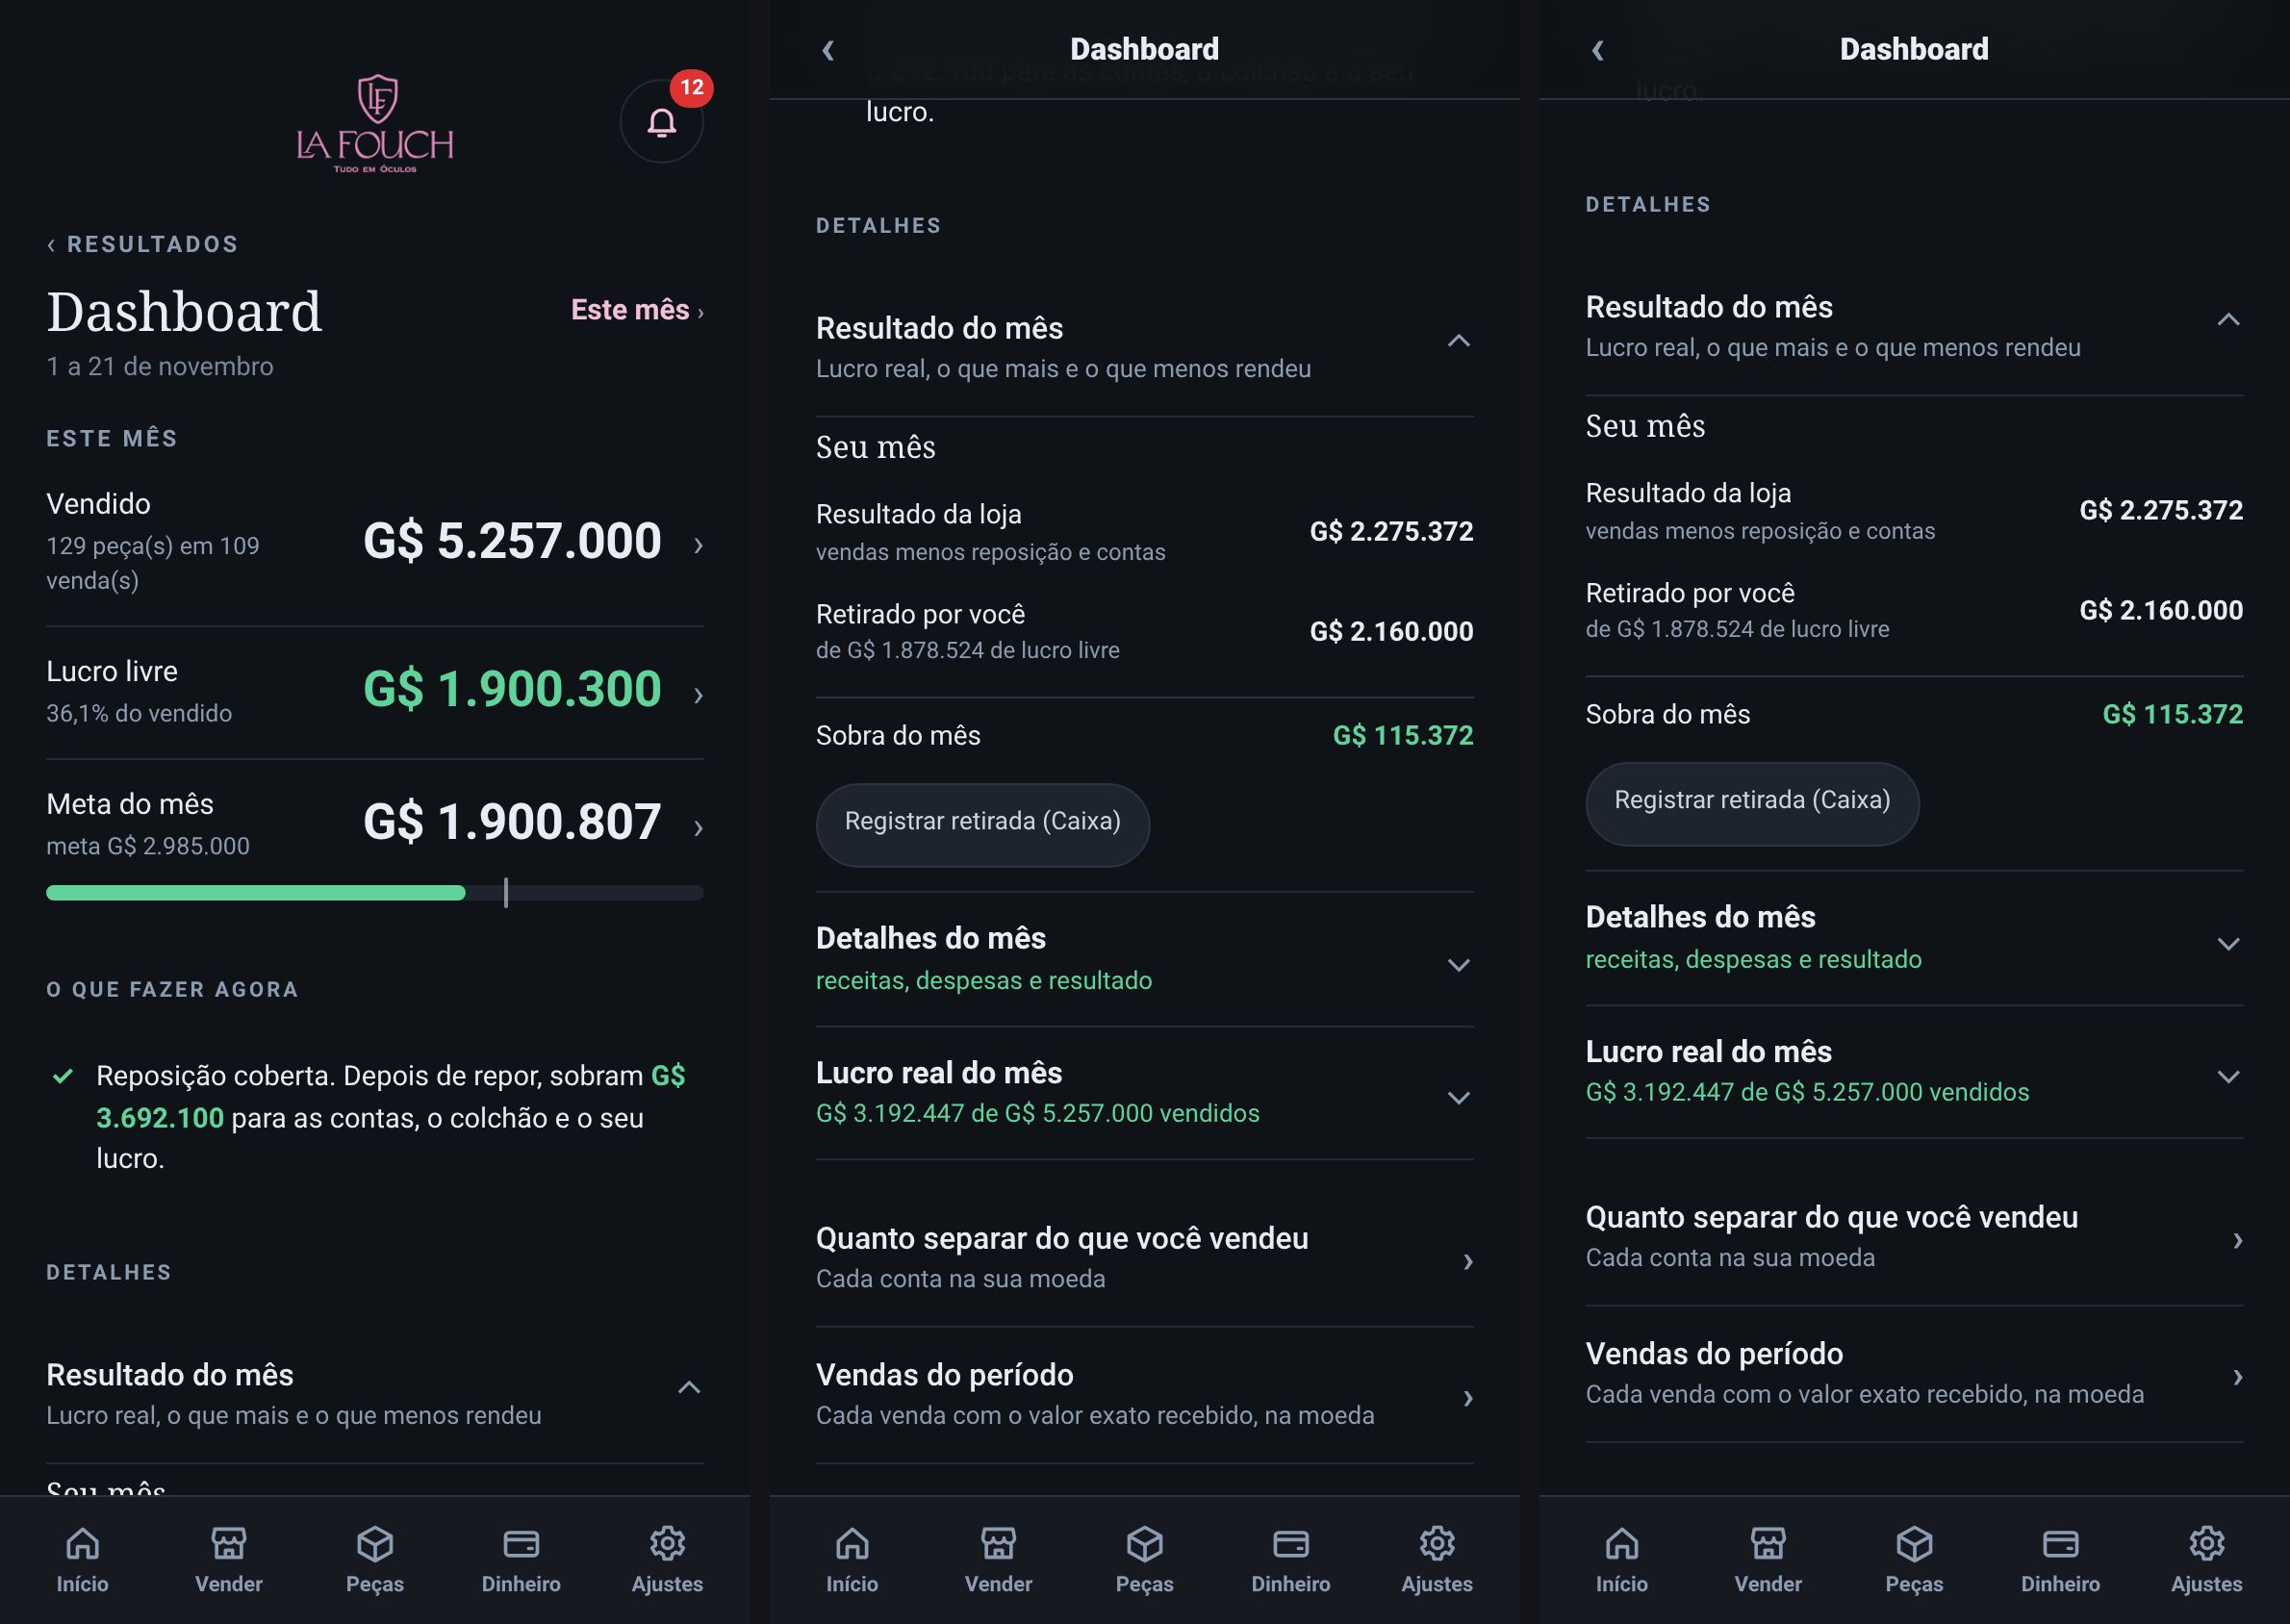 LF
LA FOUCH
TUDO EM ÓCULOS
12
‹ RESULTADOS
Dashboard
Este mês ›
1 a 21 de novembro
ESTE MÊS
Vendido
129 peça(s) em 109
venda(s)
G$ 5.257.000 ›
Lucro livre
36,1% do vendido
G$ 1.900.300 ›
Meta do mês
meta G$ 2.985.000
G$ 1.900.807 ›
O QUE FAZER AGORA
Reposição coberta. Depois de repor, sobram G$
3.692.100 para as contas, o colchão e o seu
lucro.
DETALHES
Resultado do mês
Lucro real, o que mais e o que menos rendeu
Seu mês
Início Vender Peças Dinheiro Ajustes
‹ Dashboard
3.692.100 para as contas, o colchão e o seu
lucro.
DETALHES
Resultado do mês
Lucro real, o que mais e o que menos rendeu
Seu mês
Resultado da loja
vendas menos reposição e contas
G$ 2.275.372
Retirado por você
de G$ 1.878.524 de lucro livre
G$ 2.160.000
Sobra do mês G$ 115.372
Registrar retirada (Caixa)
Detalhes do mês
receitas, despesas e resultado
Lucro real do mês
G$ 3.192.447 de G$ 5.257.000 vendidos
Quanto separar do que você vendeu
Cada conta na sua moeda
›
Vendas do período
Cada venda com o valor exato recebido, na moeda
›
Início Vender Peças Dinheiro Ajustes
‹ Dashboard
lucro.
DETALHES
Resultado do mês
Lucro real, o que mais e o que menos rendeu
Seu mês
Resultado da loja
vendas menos reposição e contas
G$ 2.275.372
Retirado por você
de G$ 1.878.524 de lucro livre
G$ 2.160.000
Sobra do mês G$ 115.372
Registrar retirada (Caixa)
Detalhes do mês
receitas, despesas e resultado
Lucro real do mês
G$ 3.192.447 de G$ 5.257.000 vendidos
Quanto separar do que você vendeu
Cada conta na sua moeda
›
Vendas do período
Cada venda com o valor exato recebido, na moeda
›
Início Vender Peças Dinheiro Ajustes